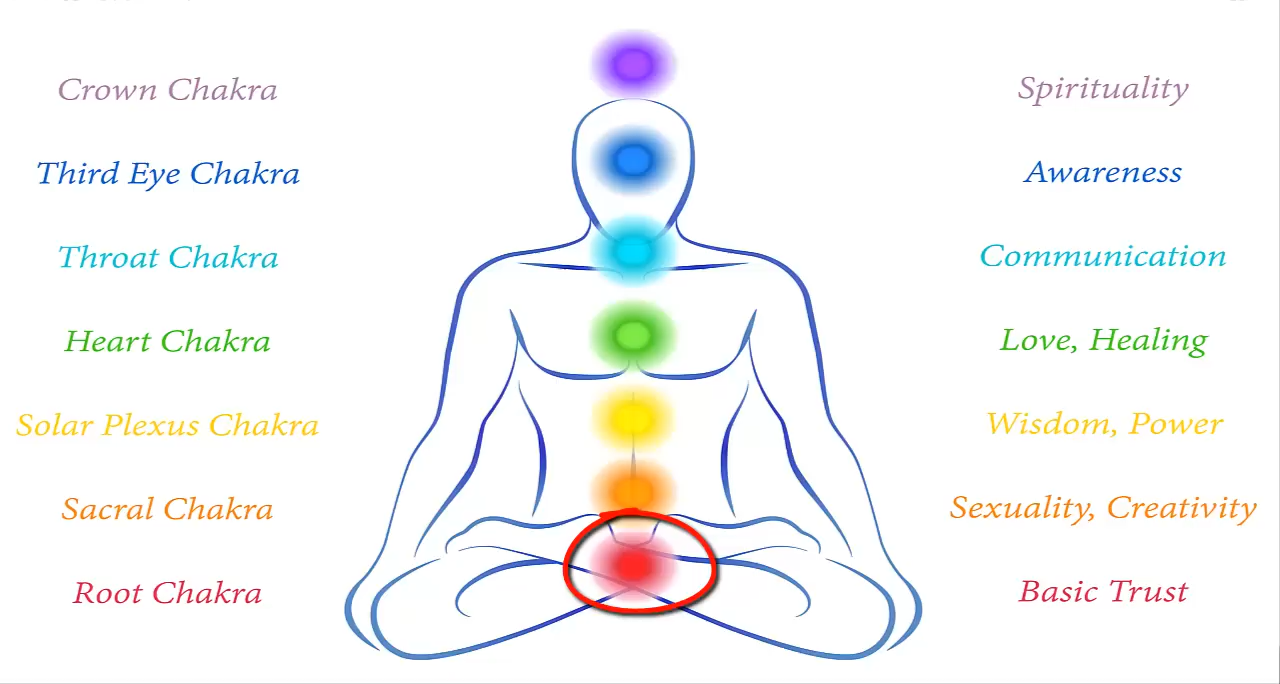 Crown Chakra
Spirituality
Third Eye Chakra
Awareness
Throat Chakra
Communication
Heart Chakra
Love, Healing
Solar Plexus Chakra
Wisdom, Power
Sacral Chakra
Sexuality, Creativity
Root Chakra
Basic Trust